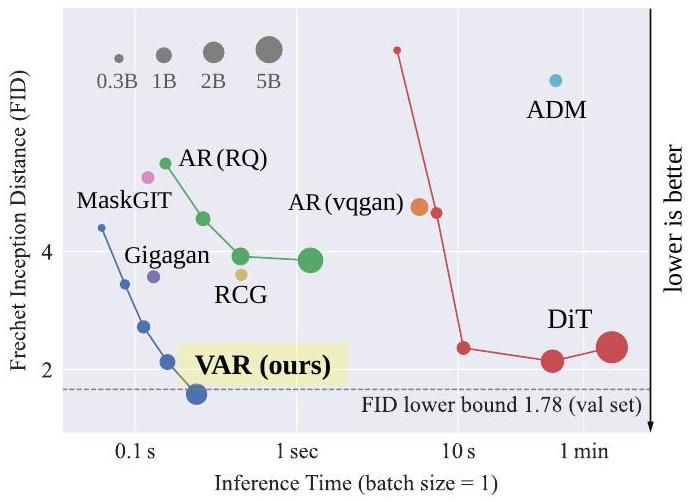 0.3B 1B 2B 5B
ADM
AR (RQ)
MaskGIT
AR (vqgan)
Gigagan
RCG
DiT
VAR (ours)
FID lower bound 1.78 (val set)
4
2
Frechet Inception Distance (FID)
lower is better
0.1 s 1 sec 10 s 1 min
Inference Time (batch size = 1)